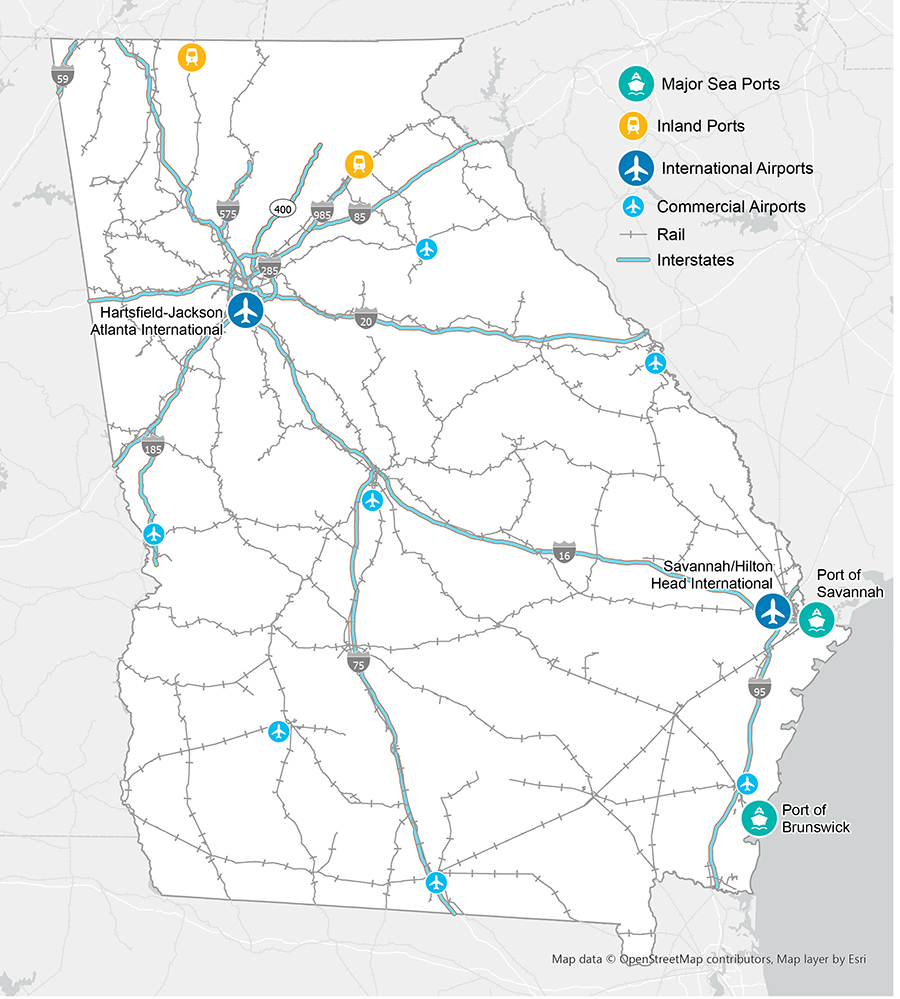 59
Major Sea Ports
Inland Ports
International Airports
Commercial Airports
Rail
Interstates
575
400
985
85
285
Hartsfield-Jackson
Atlanta International
20
185
16
Savannah/Hilton
Head International
Port of
Savannah
75
95
Port of
Brunswick
Map data © OpenStreetMap contributors, Map layer by Esri